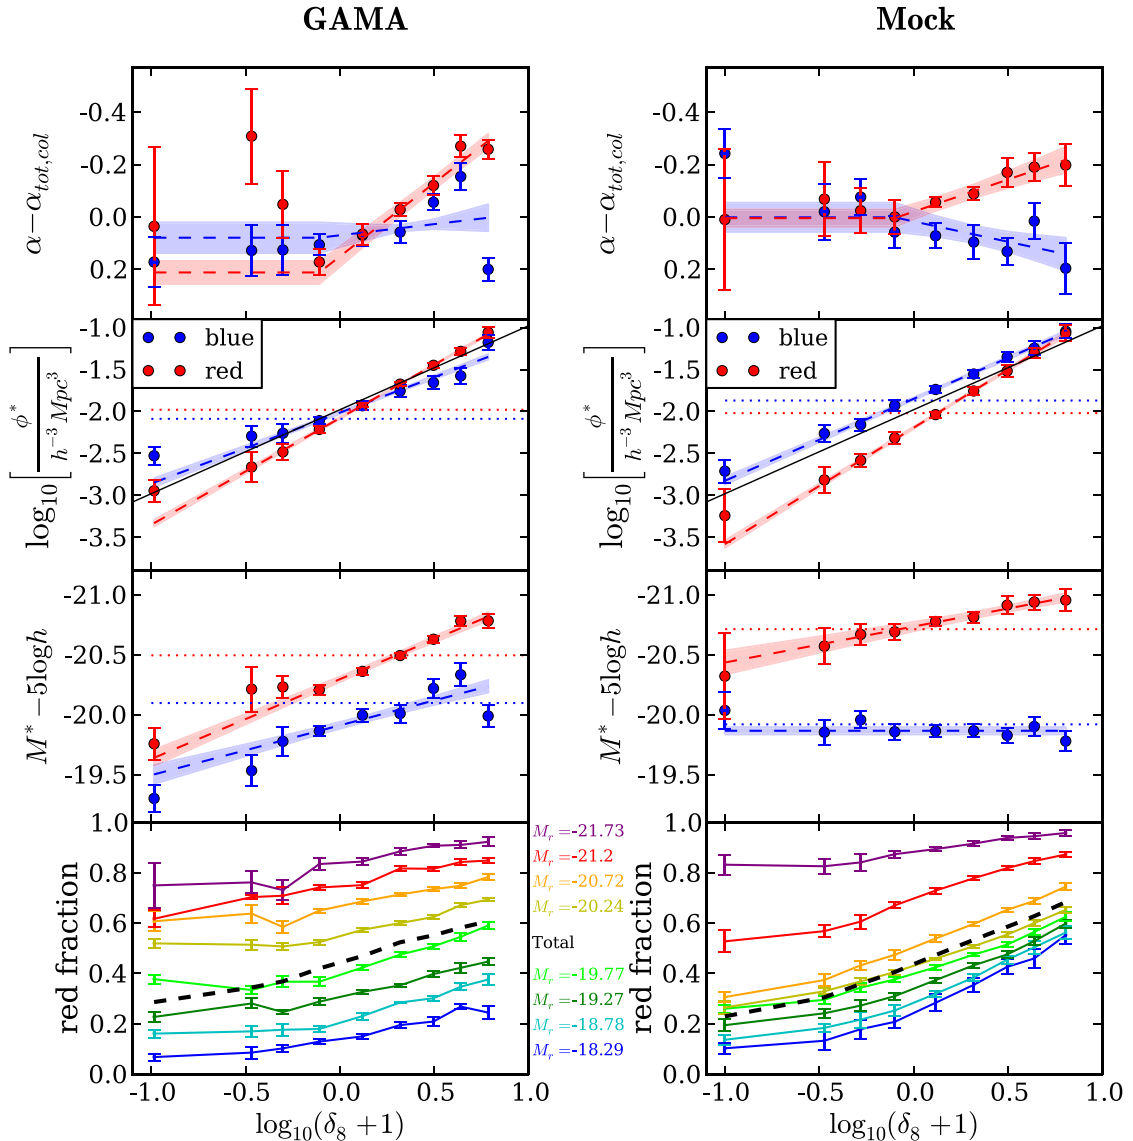 GAMA
Mock
α−α_{tot,col}
-0.4
-0.2
0.0
0.2
α−α_{tot,col}
-0.4
-0.2
0.0
0.2
log₁₀[ϕ* / h⁻³ Mpc³]
-1.0
-1.5
-2.0
-2.5
-3.0
-3.5
blue
red
log₁₀[ϕ* / h⁻³ Mpc³]
-1.0
-1.5
-2.0
-2.5
-3.0
-3.5
blue
red
M* −5logh
-21.0
-20.5
-20.0
-19.5
M* −5logh
-21.0
-20.5
-20.0
-19.5
red fraction
1.0
0.8
0.6
0.4
0.2
0.0
M_r=-21.73
M_r=-21.2
M_r=-20.72
M_r=-20.24
Total
M_r=-19.77
M_r=-19.27
M_r=-18.78
M_r=-18.29
red fraction
1.0
0.8
0.6
0.4
0.2
0.0
-1.0 -0.5 0.0 0.5 1.0
log₁₀(δ₈ +1)
-1.0 -0.5 0.0 0.5 1.0
log₁₀(δ₈ +1)